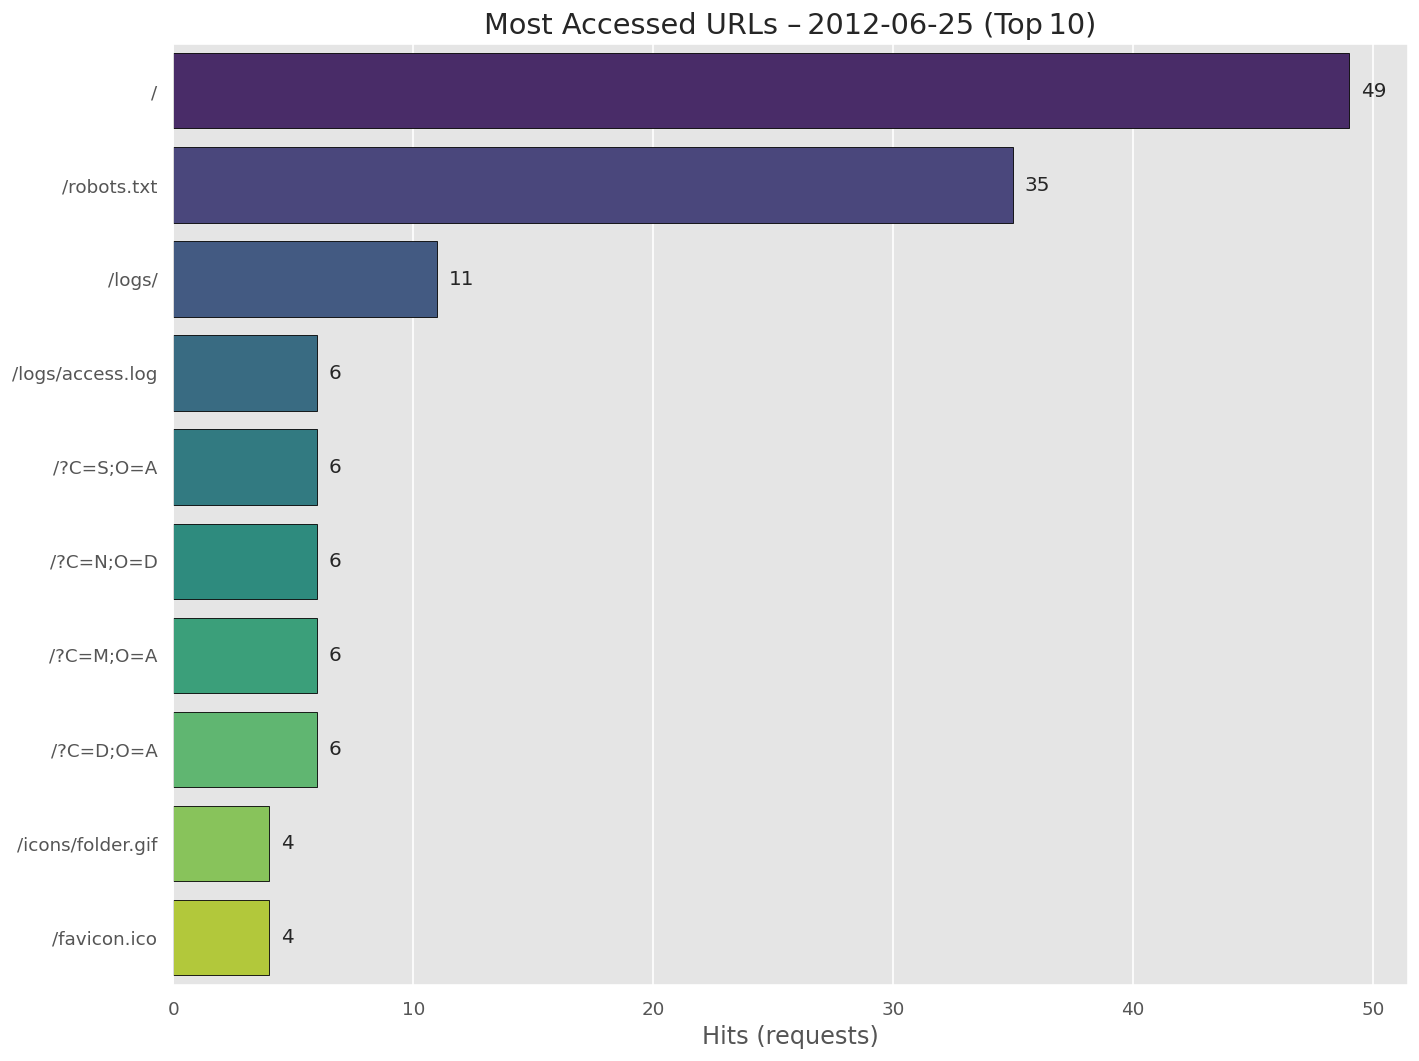 Most Accessed URLs – 2012-06-25 (Top 10)
/ 49
/robots.txt 35
/logs/ 11
/logs/access.log 6
/?C=S;O=A 6
/?C=N;O=D 6
/?C=M;O=A 6
/?C=D;O=A 6
/icons/folder.gif 4
/favicon.ico 4
0 10 20 30 40 50
Hits (requests)